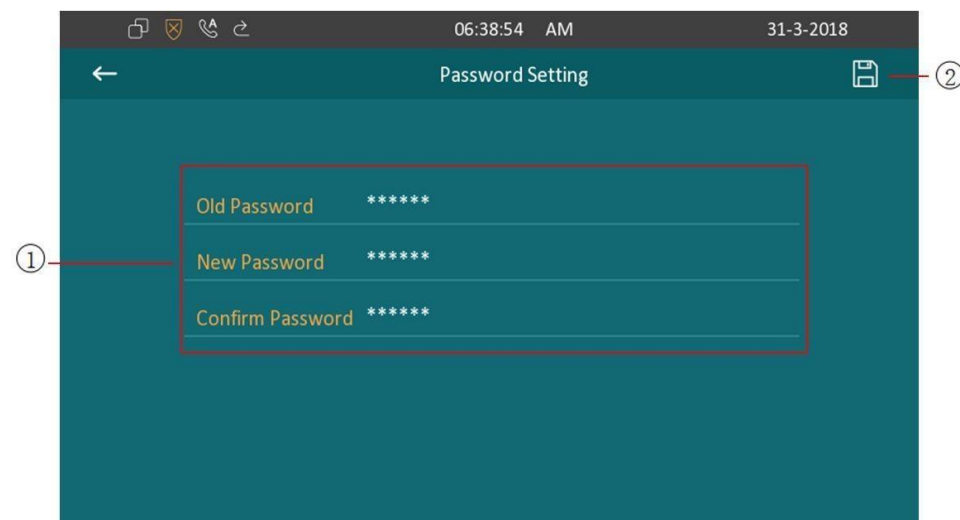 06:38:54 AM 31-3-2018
Password Setting
②
Old Password ******
① New Password ******
Confirm Password ******